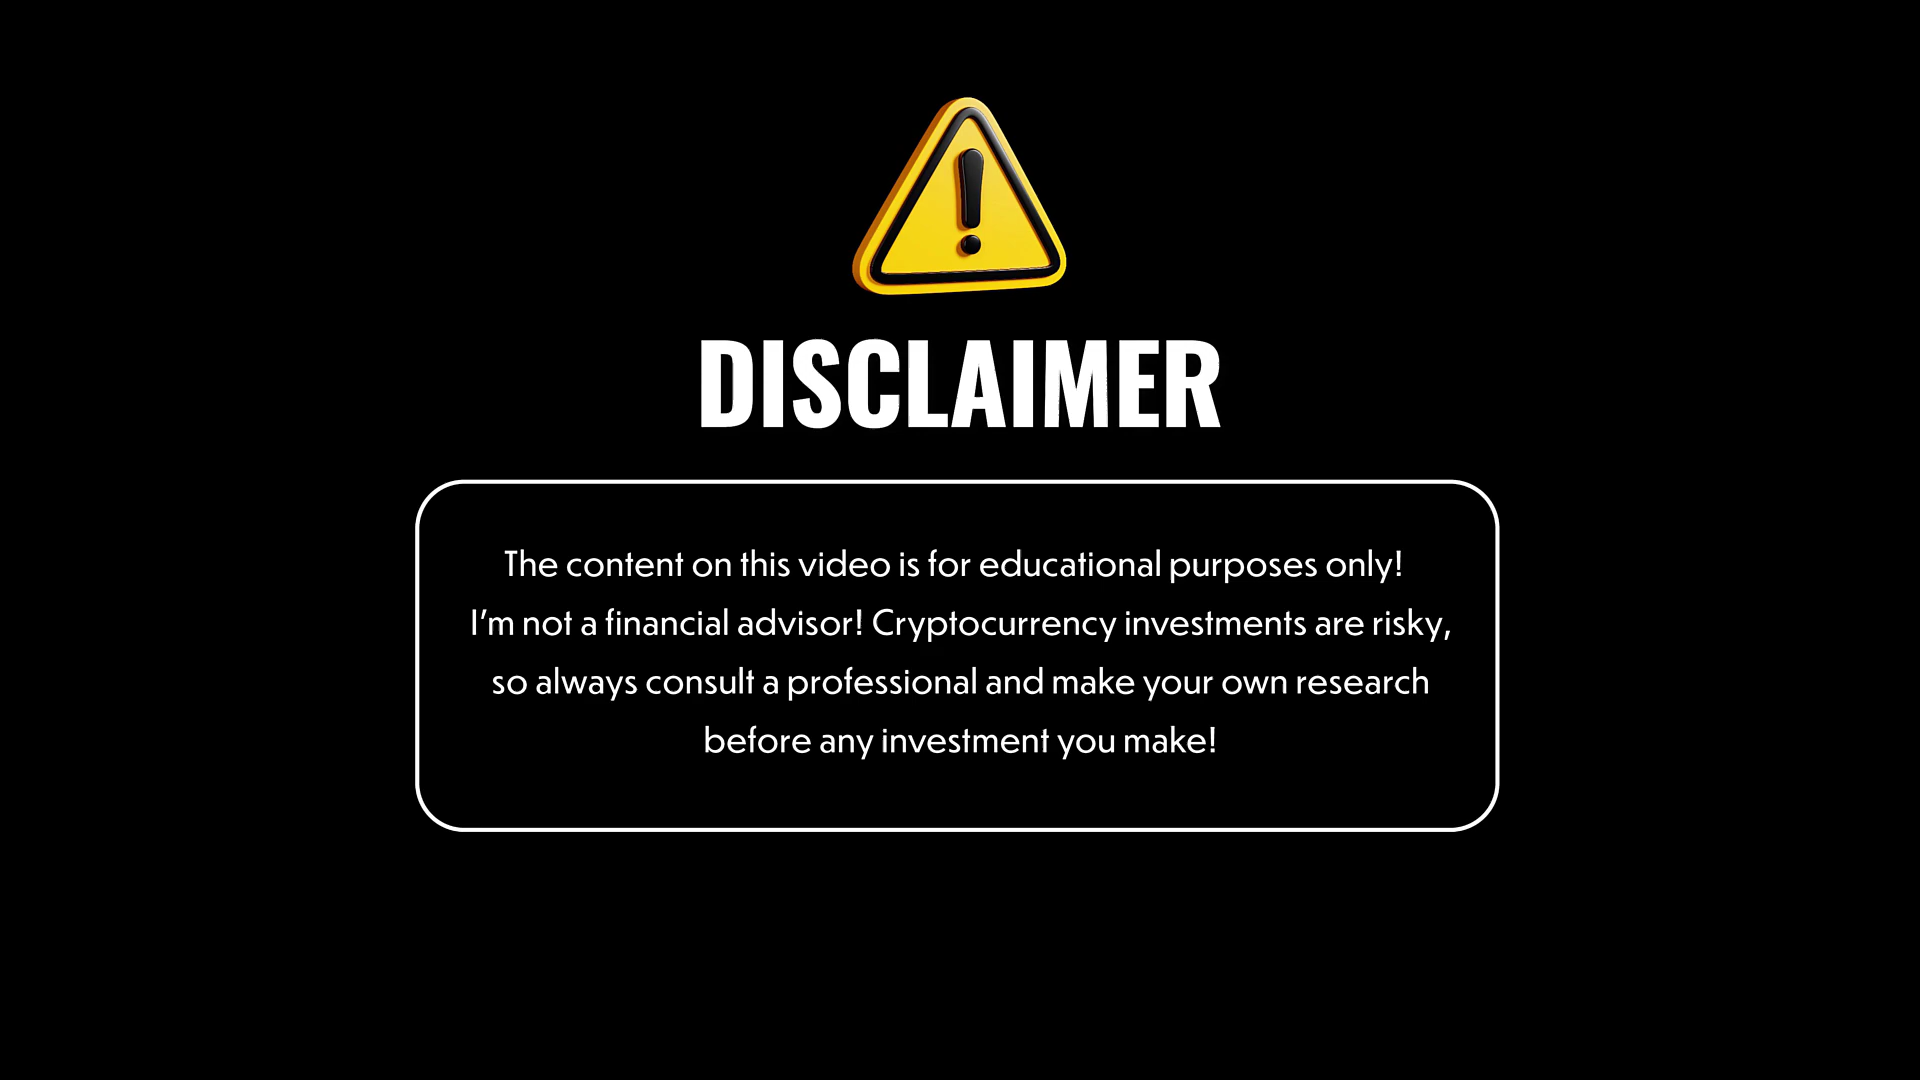 DISCLAIMER
The content on this video is for educational purposes only!
I'm not a financial advisor! Cryptocurrency investments are risky,
so always consult a professional and make your own research
before any investment you make!